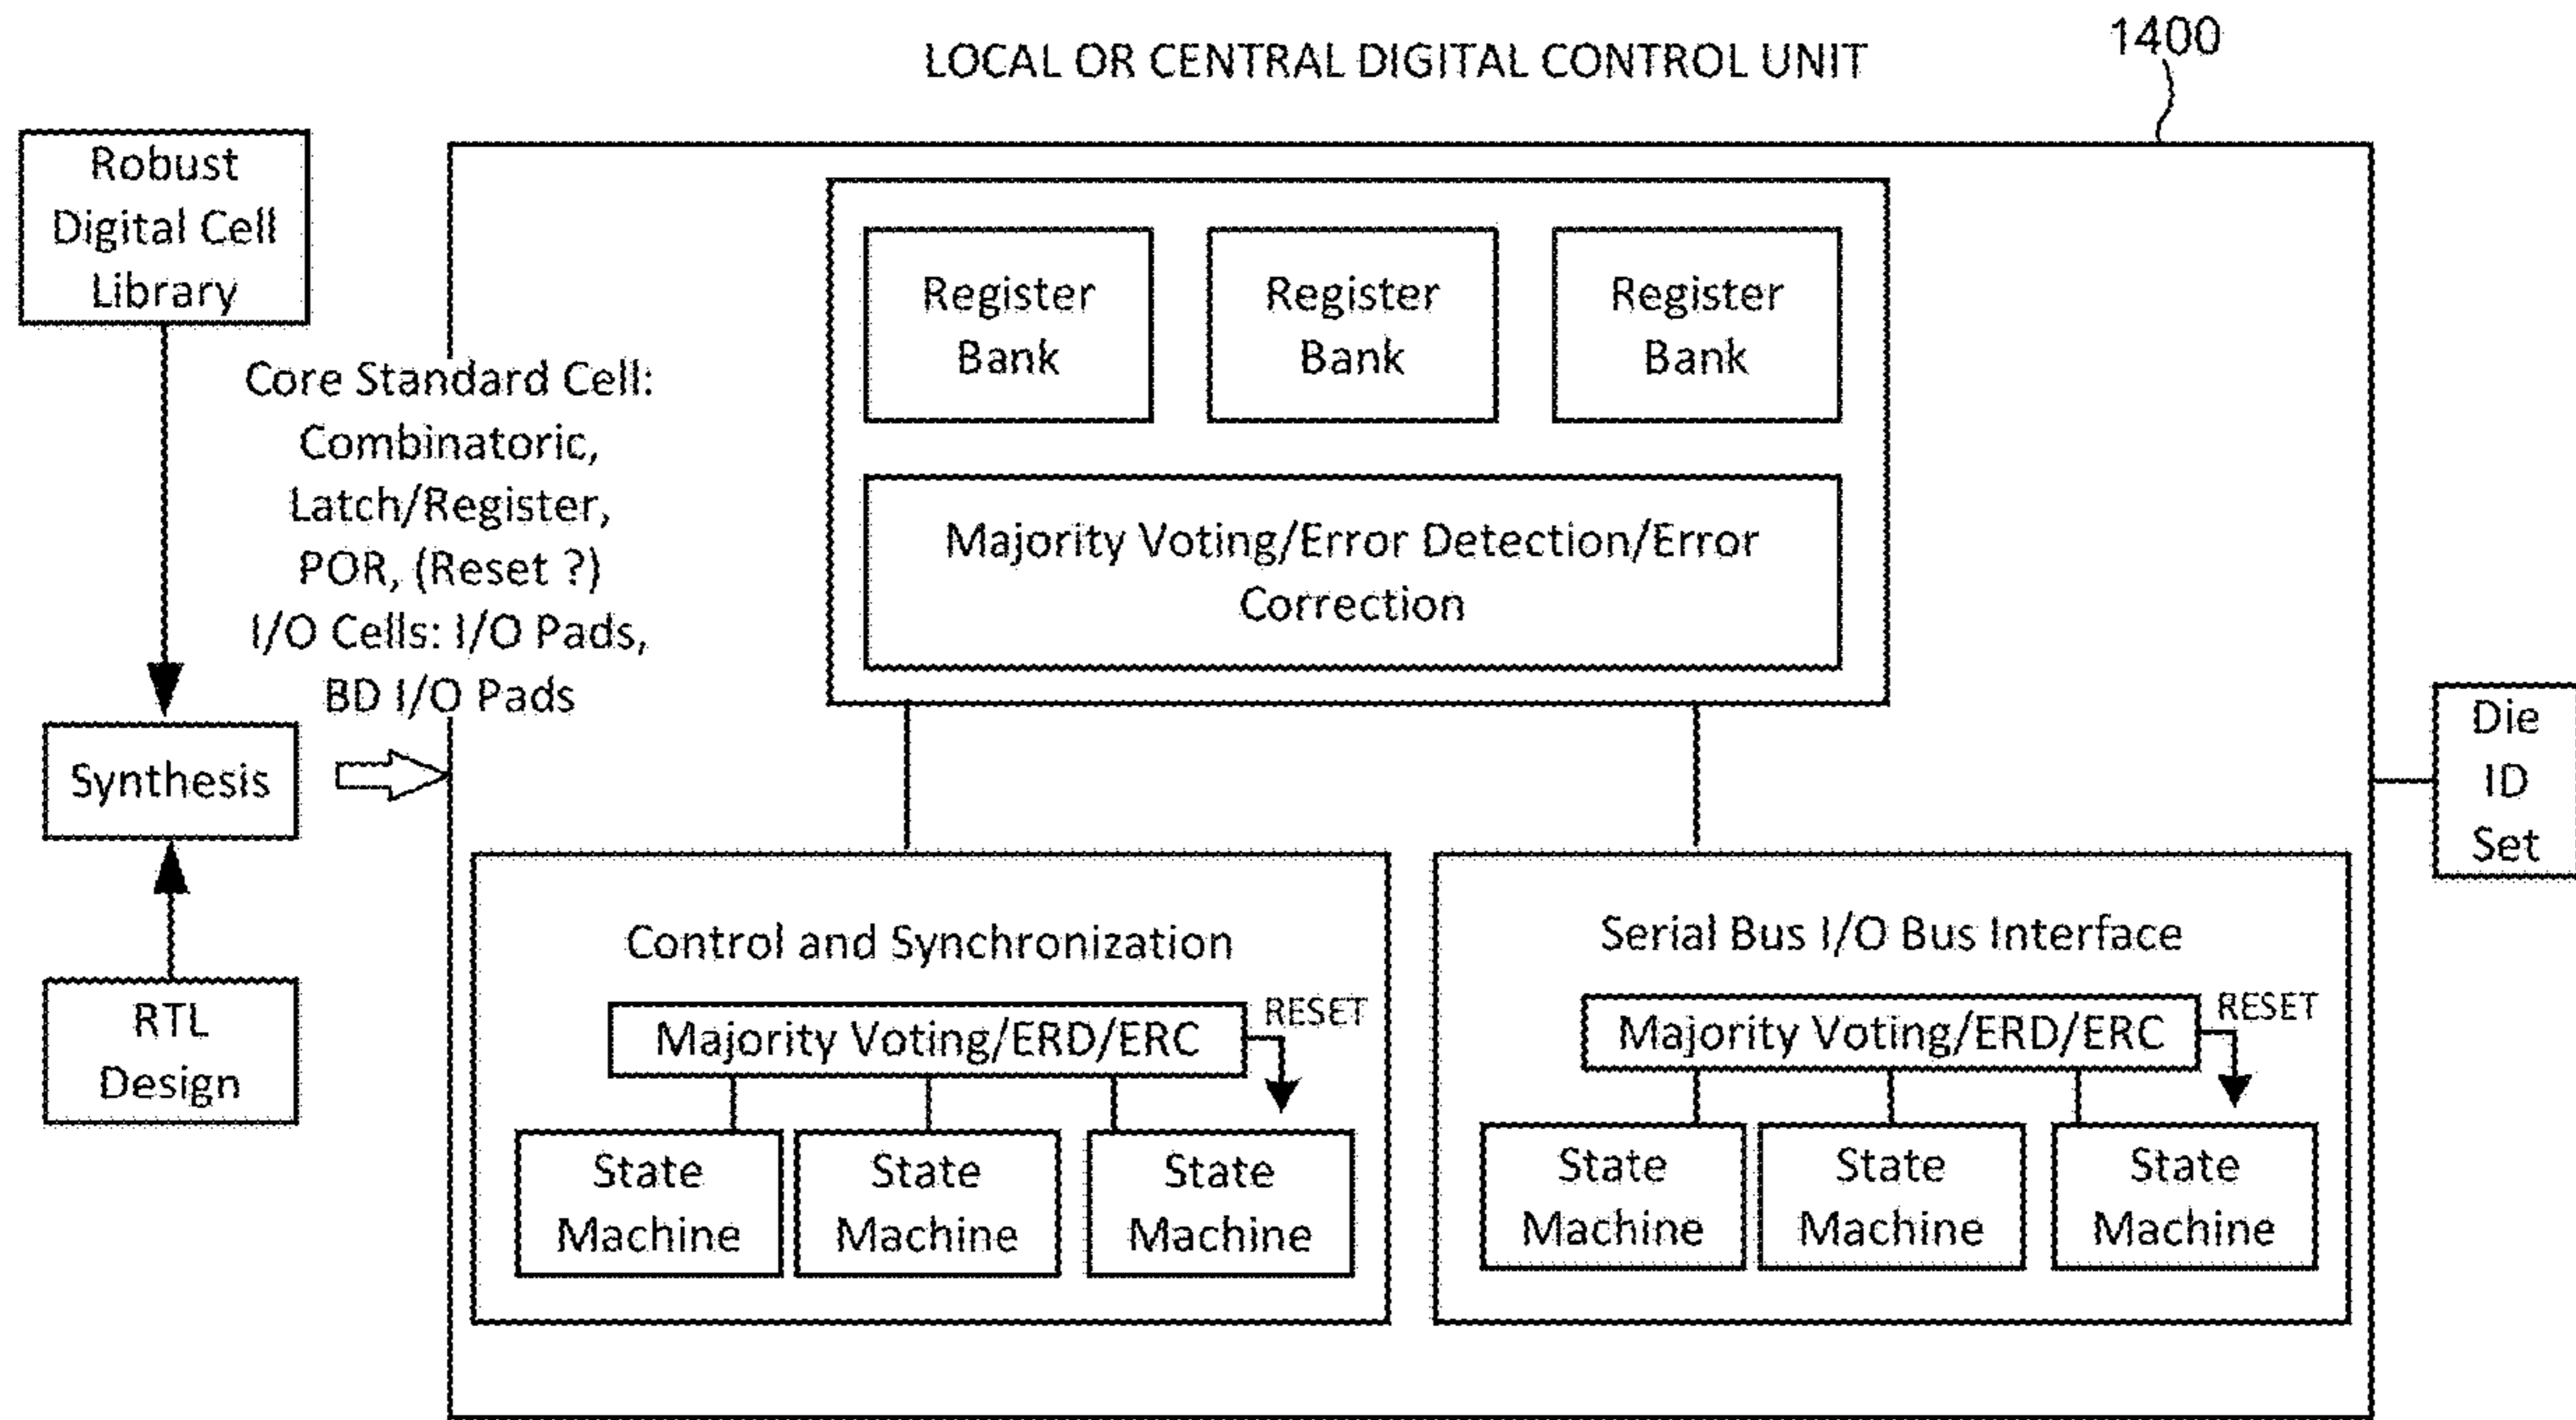 LOCAL OR CENTRAL DIGITAL CONTROL UNIT
1400
Robust
Digital Cell
Library
Core Standard Cell:
Combinatoric,
Latch/Register,
POR, (Reset ?)
I/O Cells: I/O Pads,
BD I/O Pads
Synthesis
RTL
Design
Register
Bank
Register
Bank
Register
Bank
Majority Voting/Error Detection/Error
Correction
Control and Synchronization
Majority Voting/ERD/ERC
RESET
State
Machine
State
Machine
State
Machine
Serial Bus I/O Bus Interface
Majority Voting/ERD/ERC
RESET
State
Machine
State
Machine
State
Machine
Die
ID
Set